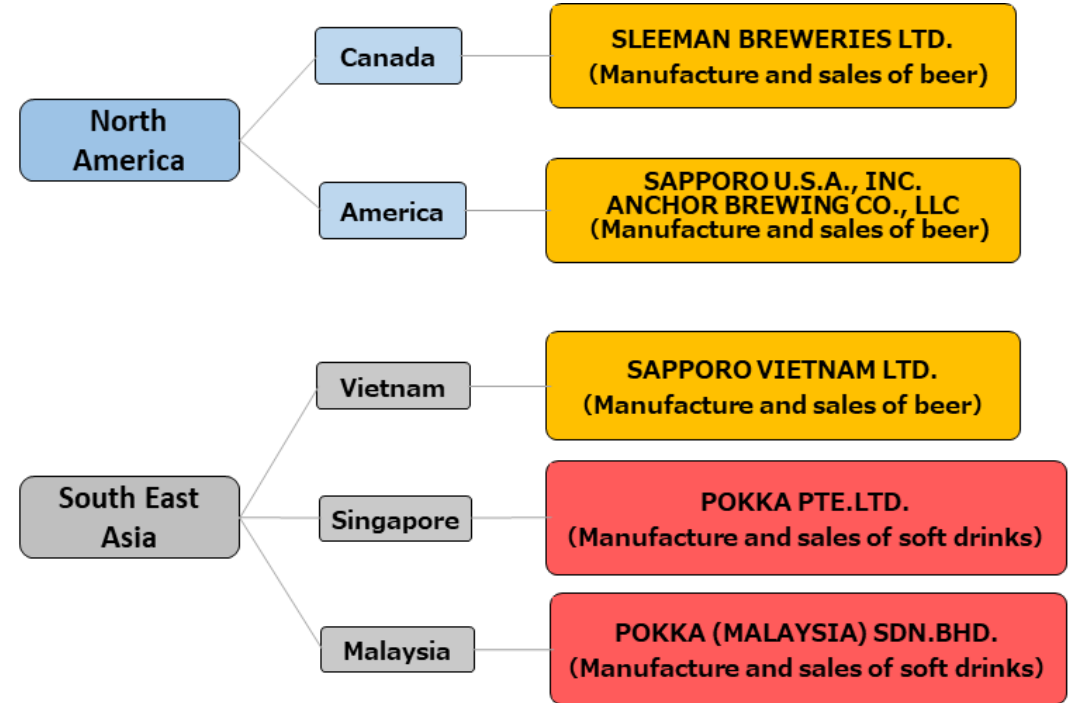 North
America
Canada
SLEEMAN BREWERIES LTD.
(Manufacture and sales of beer)
America
SAPPORO U.S.A., INC.
ANCHOR BREWING CO., LLC
(Manufacture and sales of beer)
South East
Asia
Vietnam
SAPPORO VIETNAM LTD.
(Manufacture and sales of beer)
Singapore
POKKA PTE.LTD.
(Manufacture and sales of soft drinks)
Malaysia
POKKA (MALAYSIA) SDN.BHD.
(Manufacture and sales of soft drinks)